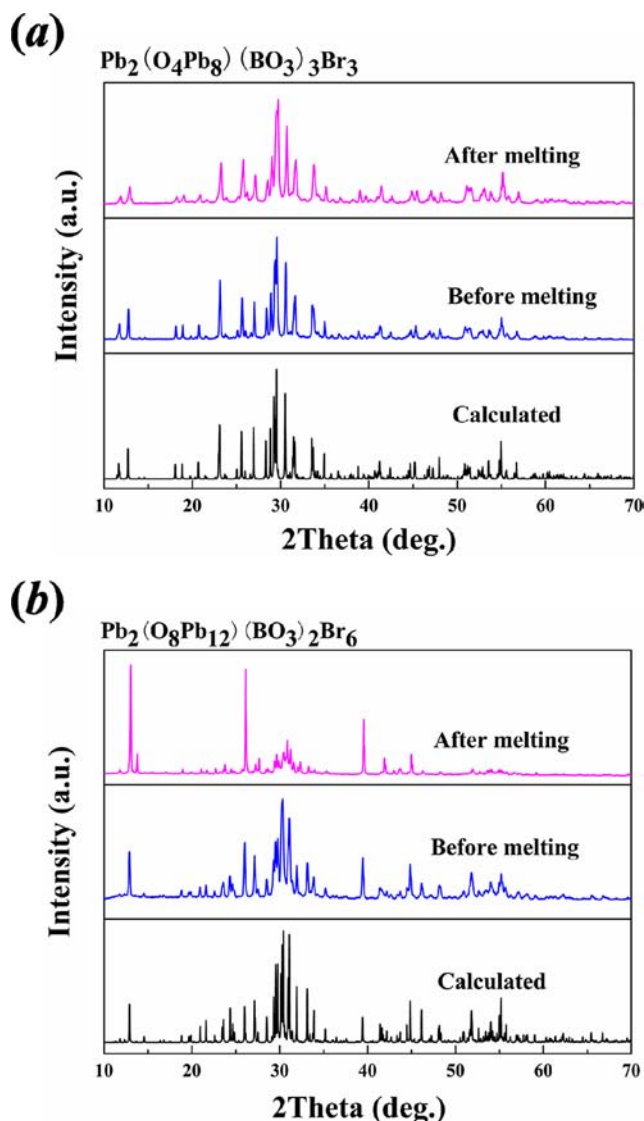 (a)
Pb2(O4Pb8)(BO3)3Br3
After melting
Before melting
Calculated
Intensity (a.u.)
10 20 30 40 50 60 70
2Theta (deg.)
(b)
Pb2(O8Pb12)(BO3)2Br6
After melting
Before melting
Calculated
Intensity (a.u.)
10 20 30 40 50 60 70
2Theta (deg.)